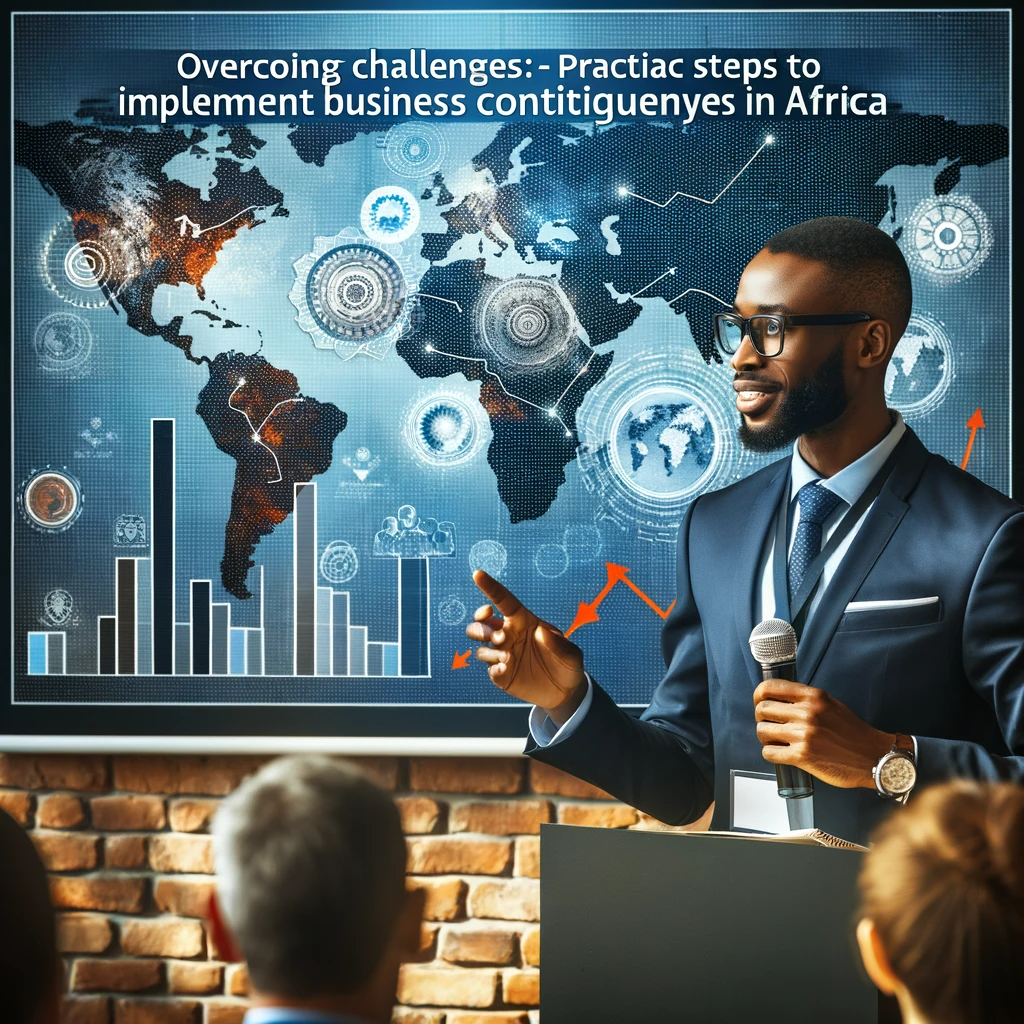 Overcoing challenges: - Practiac steps to
implement business contitiguenyes in Africa